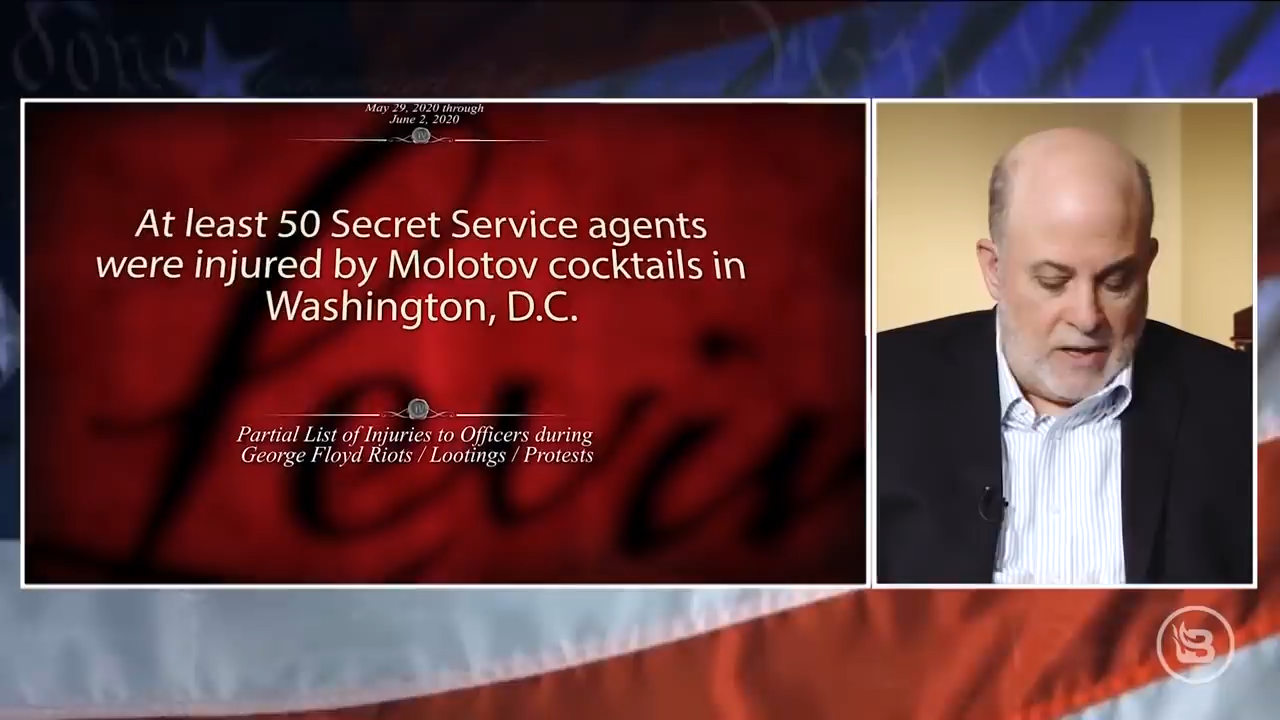 May 29, 2020 through
June 2, 2020
At least 50 Secret Service agents
were injured by Molotov cocktails in
Washington, D.C.
Partial List of Injuries to Officers during
George Floyd Riots / Lootings / Protests
Levin